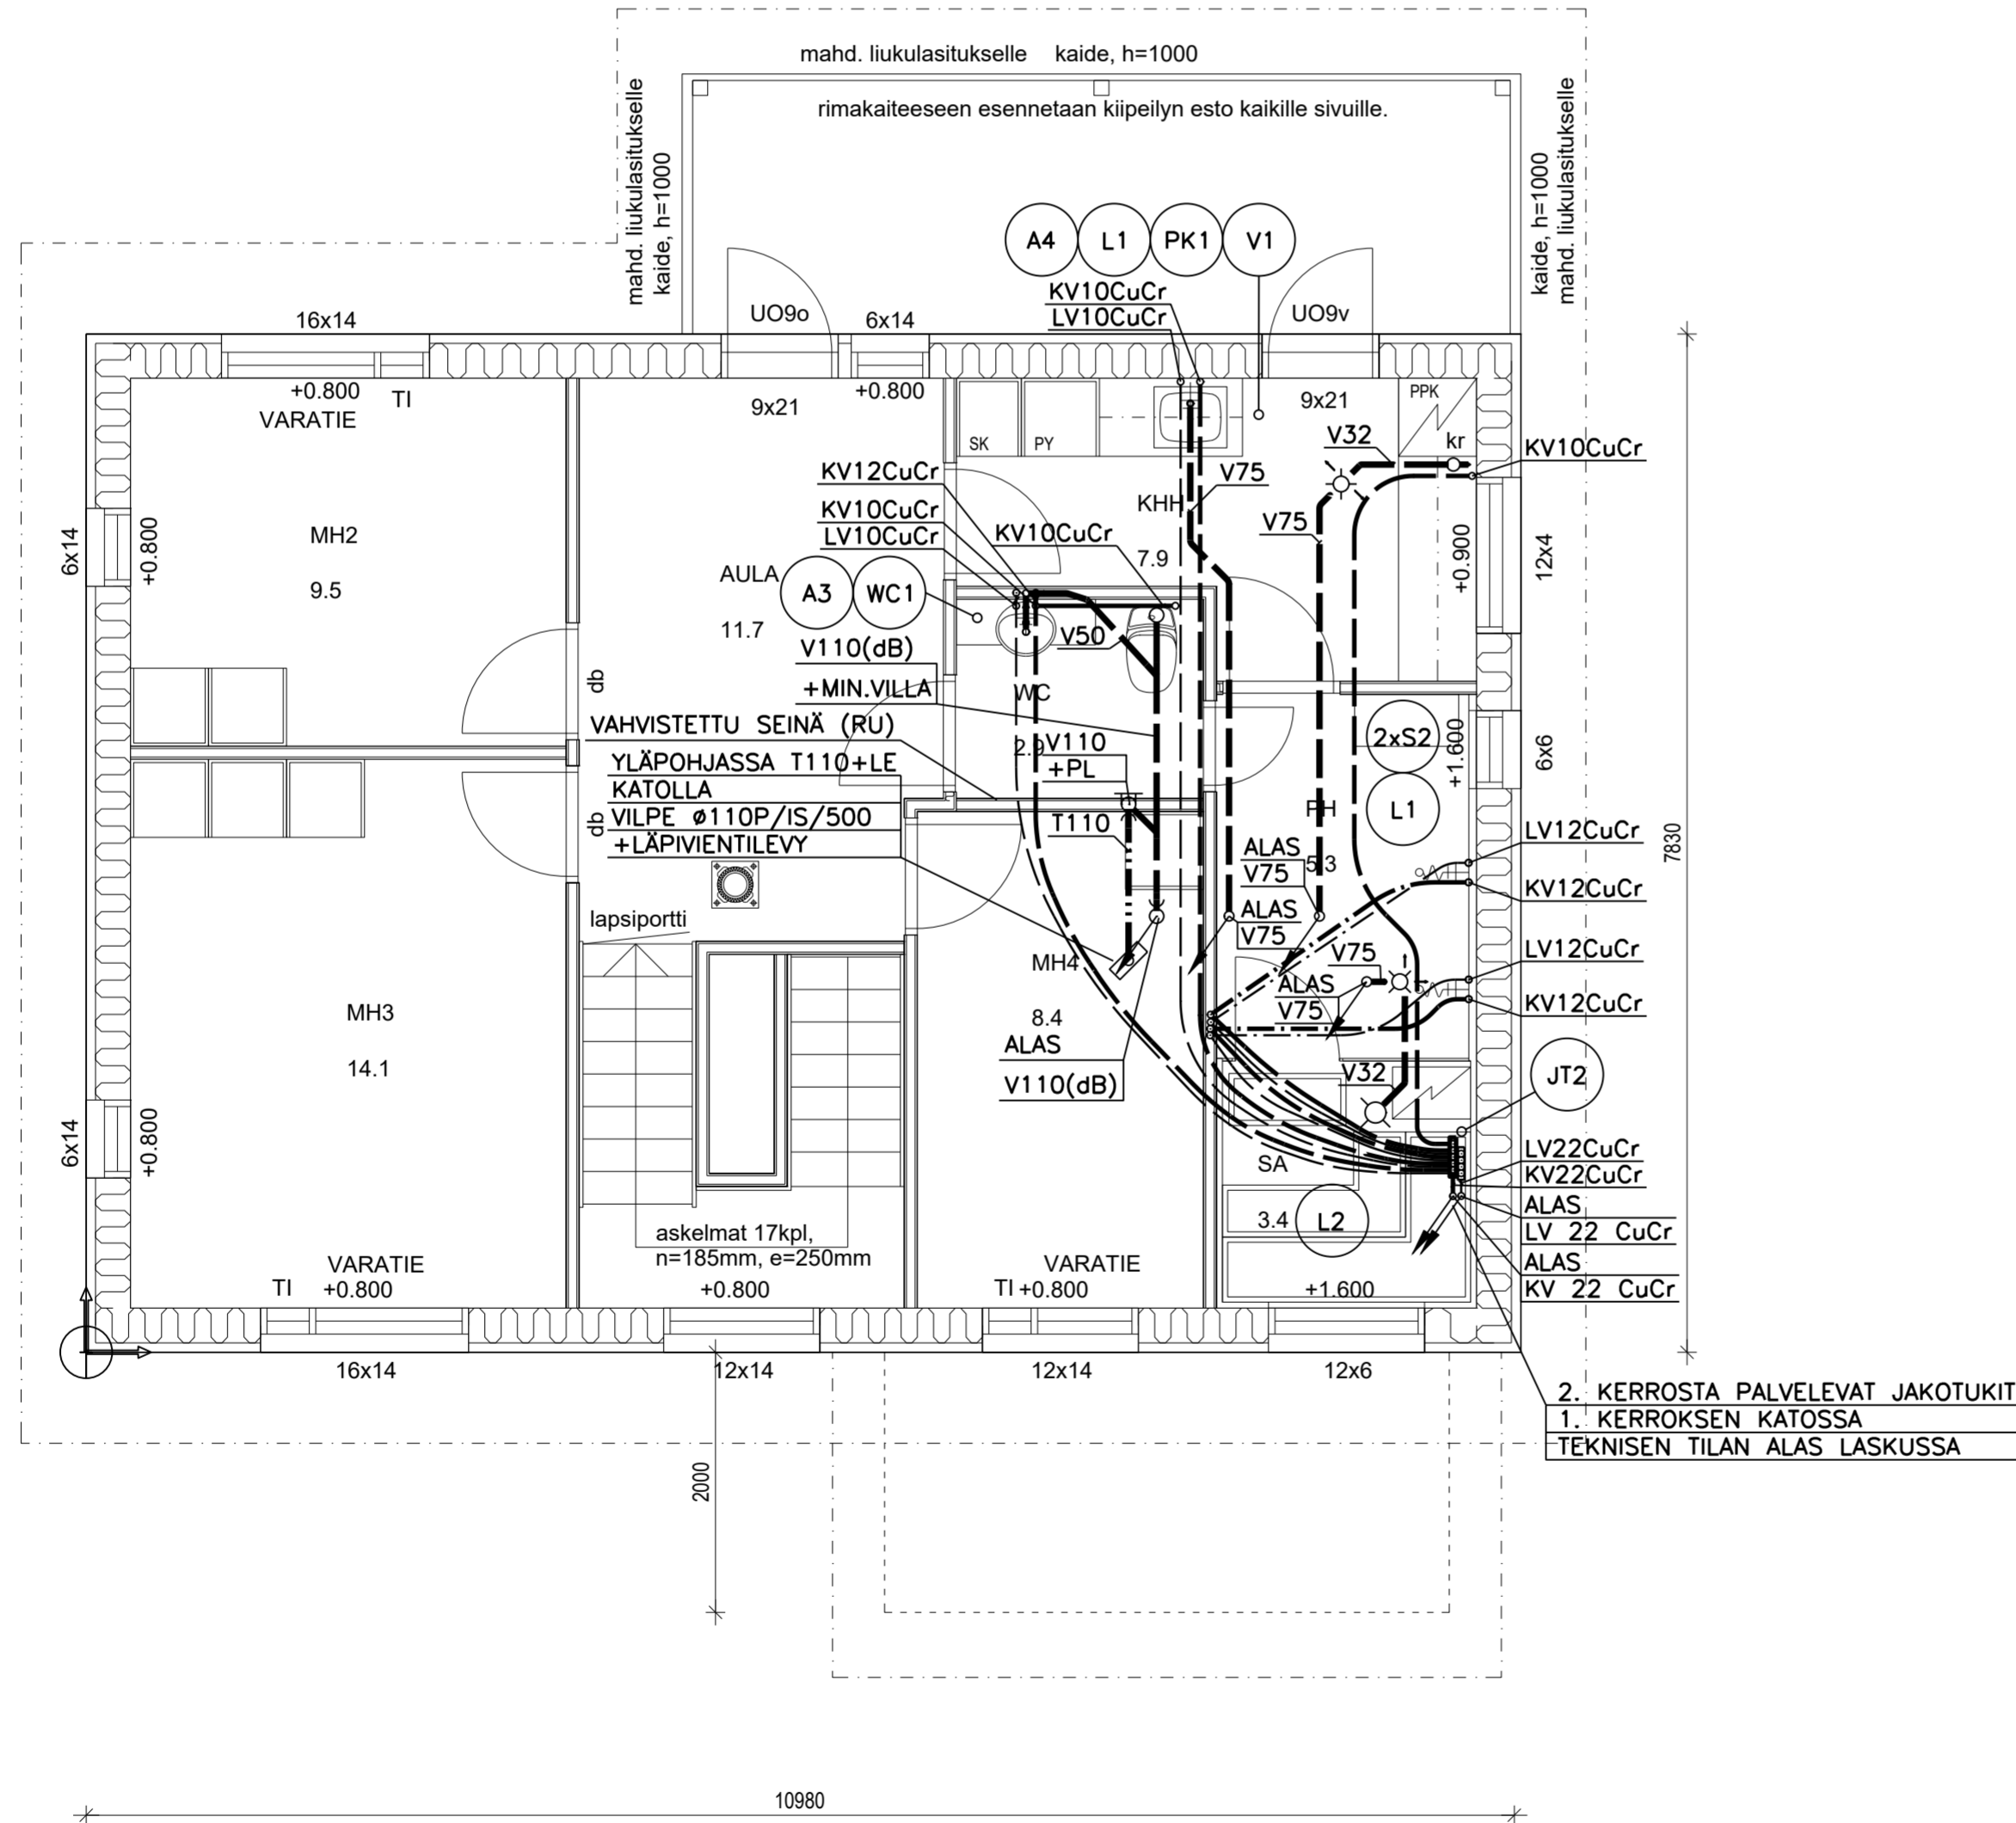 mahd. liukulasitukselle kaide, h=1000
rimakaiteeseen esennetaan kiipeilyn esto kaikille sivuille.
mahd. liukulasitukselle
kaide, h=1000
kaide, h=1000
mahd. liukulasitukselle
A4 L1 PK1 V1
KV10CuCr
LV10CuCr
16x14
UO9o
6x14
UO9v
+0.800
TI
VARATIE
9x21
+0.800
9x21
PPK
SK
PY
V32
kr
KV10CuCr
KV12CuCr
V75
KHH
KV10CuCr
LV10CuCr
KV10CuCr
V75
7.9
6x14
+0.800
MH2
9.5
+0.900
12x4
AULA
A3 WC1
11.7
V50
V110(dB)
+MIN.VILLA
WC
2.9
db
VAHVISTETTU SEINÄ (RU)
V110
+PL
2xS2
+1.600
6x6
YLÄPOHJASSA T110+LE
KATOLLA
VILPE ø110P/IS/500
+LÄPIVIENTILEVY
db
T110
PH
L1
5.3
ALAS
V75
LV12CuCr
KV12CuCr
7830
lapsiportti
ALAS
V75
MH4
8.4
V75
ALAS
V75
LV12CuCr
KV12CuCr
MH3
14.1
ALAS
V110(dB)
V32
JT2
6x14
+0.800
SA
3.4
L2
LV22CuCr
KV22CuCr
ALAS
LV 22 CuCr
ALAS
KV 22 CuCr
askelmat 17kpl,
n=185mm, e=250mm
VARATIE
TI +0.800
+0.800
VARATIE
TI +0.800
+1.600
16x14
12x14
12x14
12x6
2. KERROSTA PALVELEVAT JAKOTUKIT
1. KERROKSEN KATOSSA
TEKNISEN TILAN ALAS LASKUSSA
2000
10980